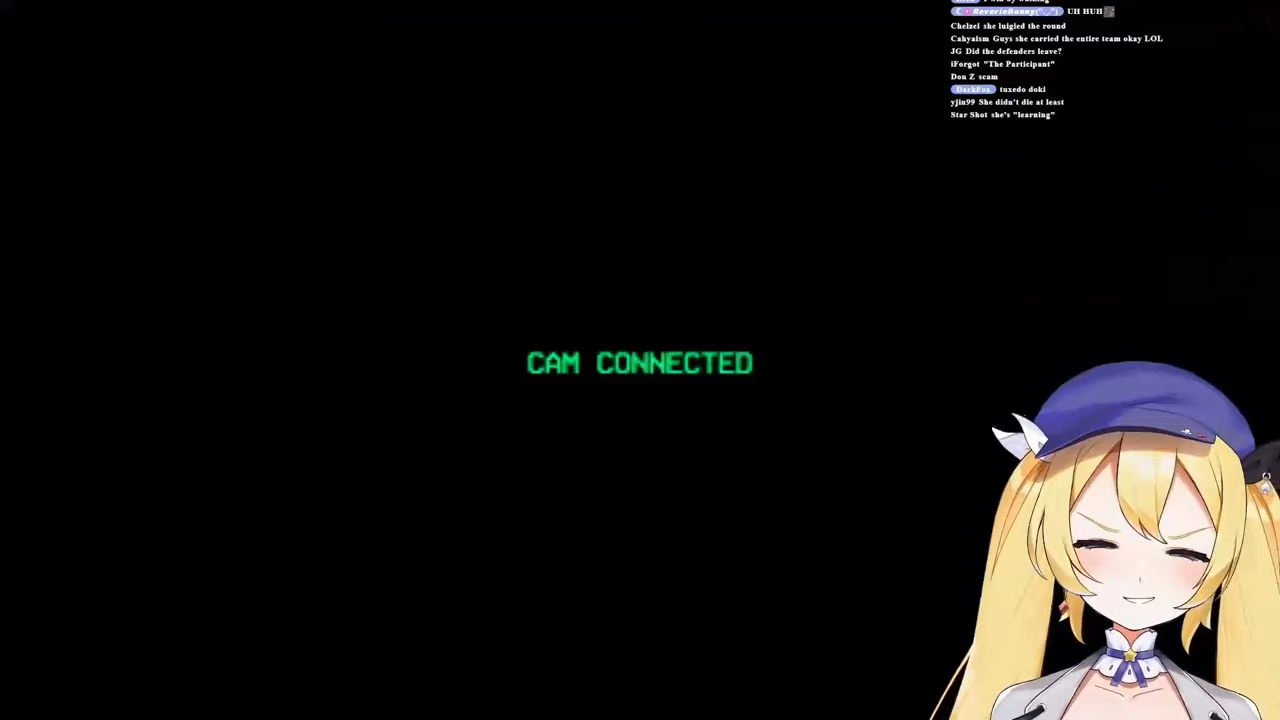 UH HUH
Chelzei she luigied the round
Cahyaism Guys she carried the entire team okay LOL
JG Did the defenders leave?
iForgot "The Participant"
Don Z scam
DarkFox tuxedo doki
yjin99 She didn't die at least
Star Shot she's "learning"
CAM CONNECTED